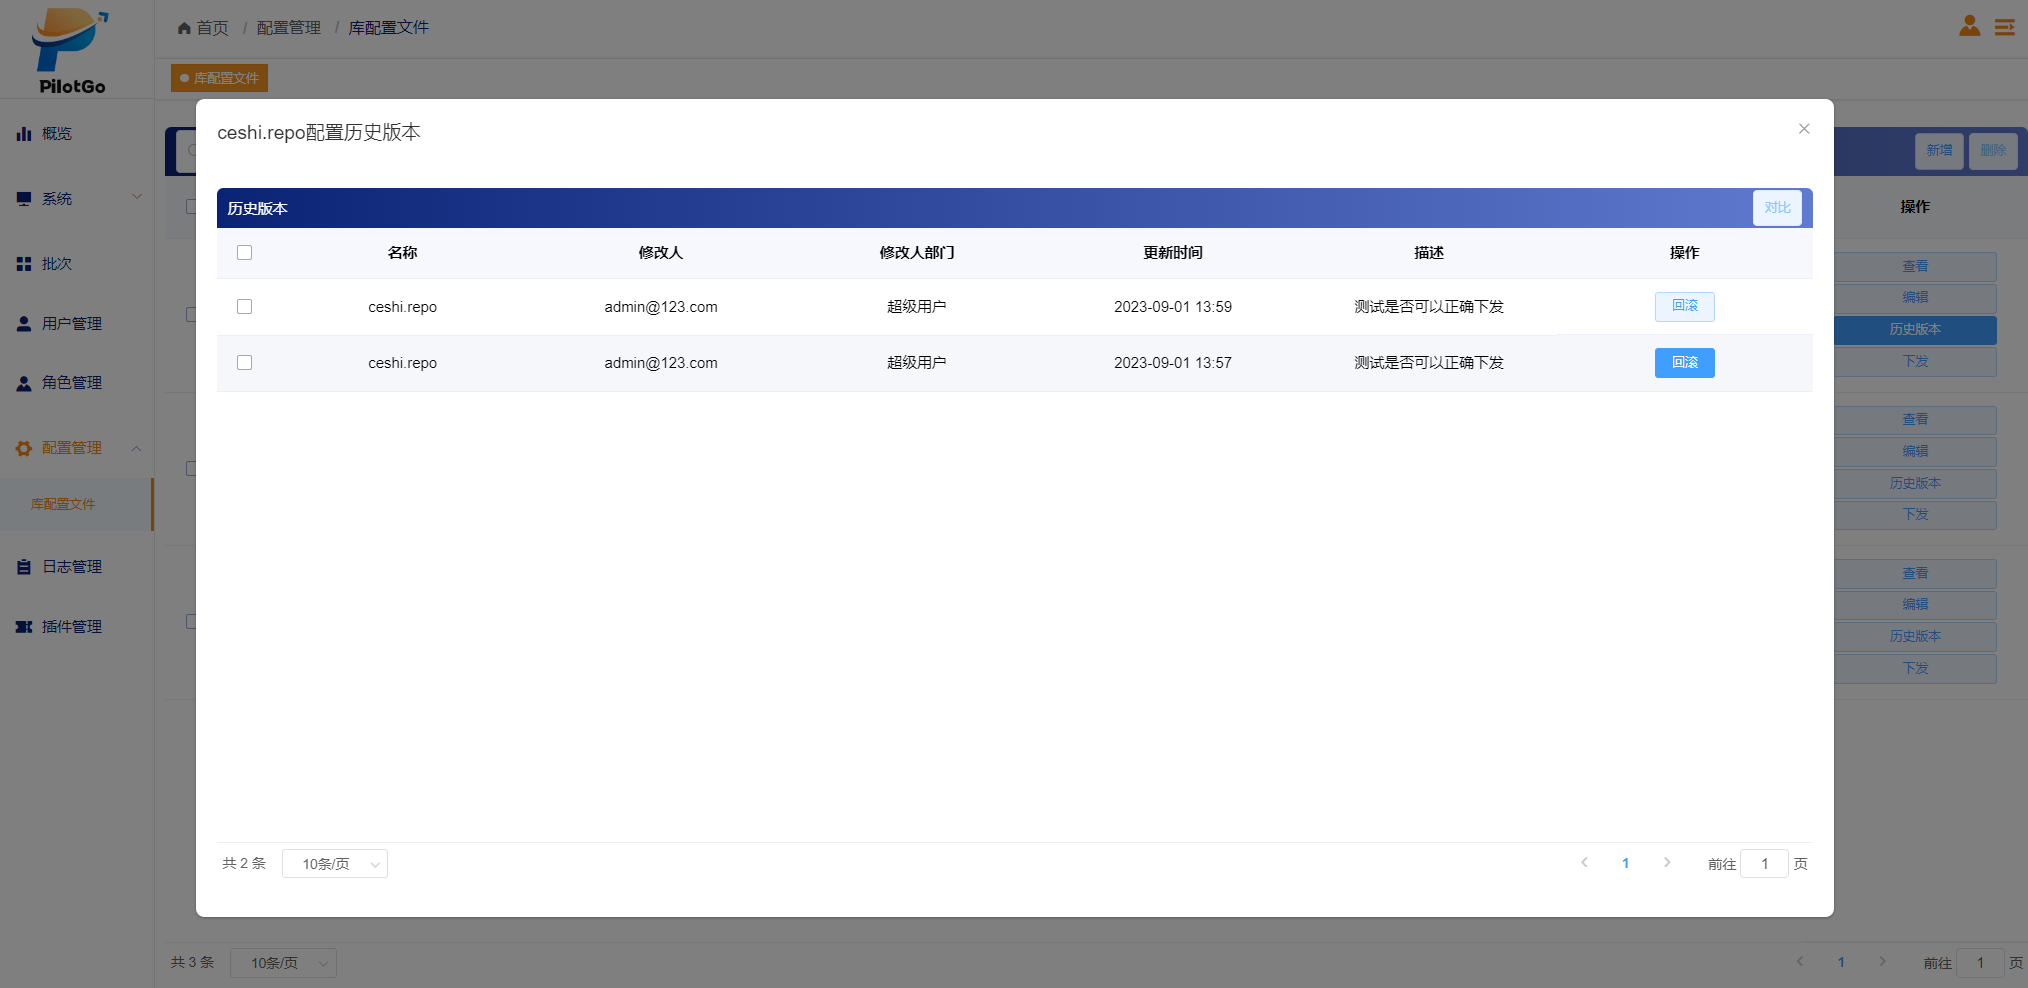 PilotGo
首页 / 配置管理 / 库配置文件
库配置文件
概览
系统
批次
用户管理
角色管理
配置管理
库配置文件
日志管理
插件管理
新增 删除
操作
查看
编辑
历史版本
下发
查看
编辑
历史版本
下发
查看
编辑
历史版本
下发
ceshi.repo配置历史版本
历史版本 对比
名称 修改人 修改人部门 更新时间 描述 操作
ceshi.repo admin@123.com 超级用户 2023-09-01 13:59 测试是否可以正确下发 回滚
ceshi.repo admin@123.com 超级用户 2023-09-01 13:57 测试是否可以正确下发 回滚
共 2 条 10条/页 1 前往 1 页
共 3 条 10条/页 1 前往 1 页